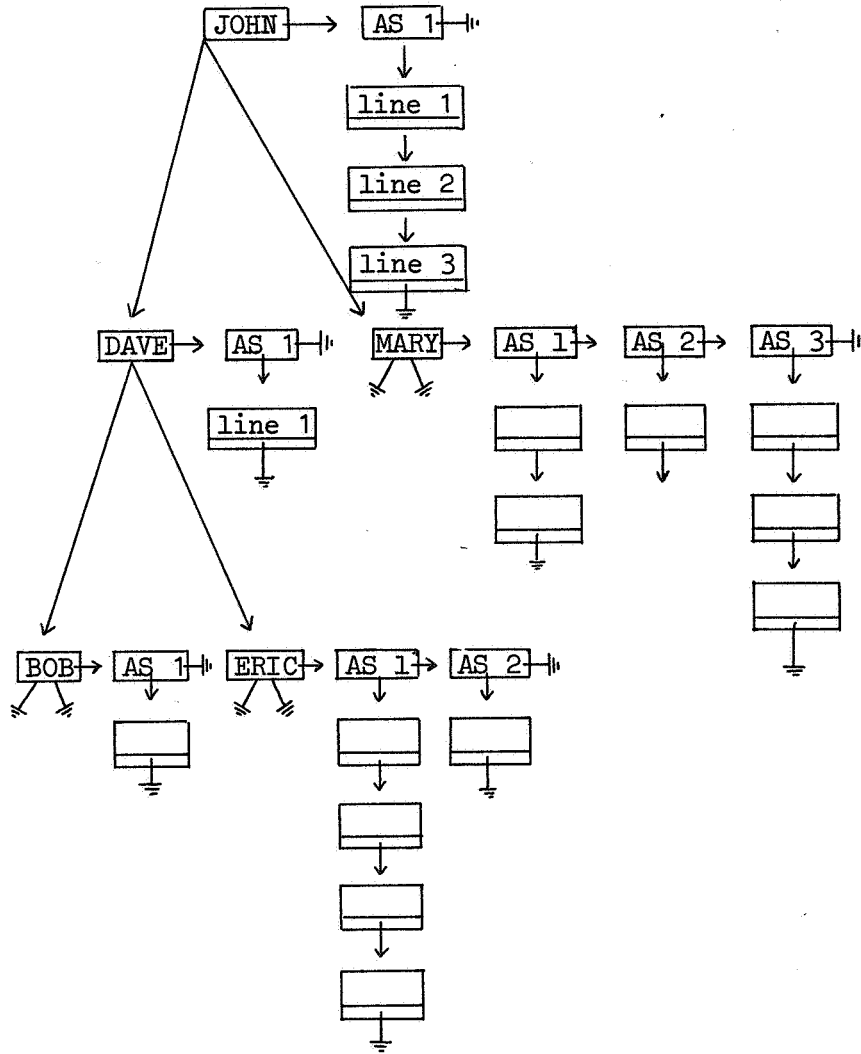 JOHN AS 1
line 1
line 2
line 3
DAVE AS 1 MARY AS 1 AS 2 AS 3
line 1
BOB AS 1 ERIC AS 1 AS 2